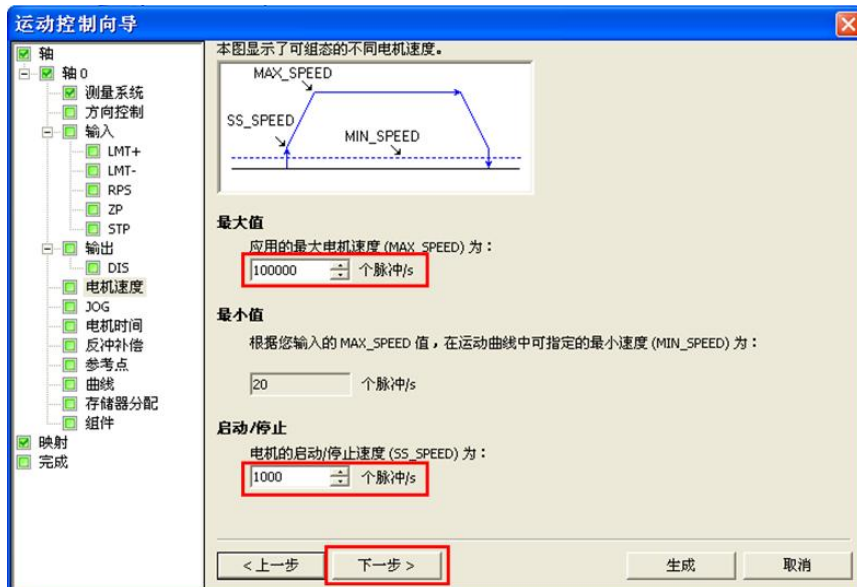 运动控制向导
轴
轴 0
测量系统
方向控制
输入
LMT+
LMT-
RPS
ZP
STP
输出
DIS
电机速度
JOG
电机时间
反冲补偿
参考点
曲线
存储器分配
组件
映射
完成
本图显示了可组态的不同电机速度。
MAX_SPEED
SS_SPEED
MIN_SPEED
最大值
应用的最大电机速度 (MAX_SPEED) 为：
100000 个脉冲/s
最小值
根据您输入的 MAX_SPEED 值，在运动曲线中可指定的最小速度 (MIN_SPEED) 为：
20 个脉冲/s
启动/停止
电机的启动/停止速度 (SS_SPEED) 为：
1000 个脉冲/s
< 上一步 下一步 > 生成 取消